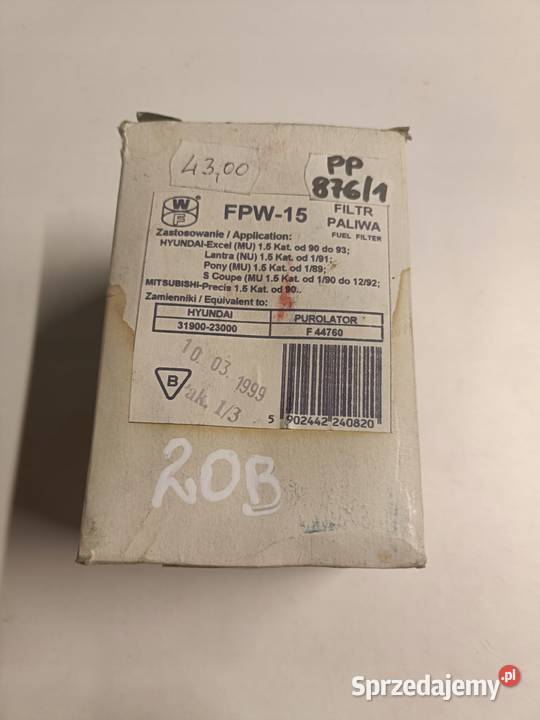 43,00
PP
876/1
W
F
FPW-15
FILTR
PALIWA
FUEL FILTER
Zastosowanie / Application:
HYUNDAI-Excel (MU) 1.5 Kat. od 90 do 93;
Lantra (NU) 1.5 Kat. od 1/91;
Pony (MU) 1.5 Kat. od 1/89;
S Coupe (MU 1.5 Kat. od 1/90 do 12/92;
MITSUBISHI-Precis 1.5 Kat. od 90..
Zamienniki / Equivalent to:
HYUNDAI PUROLATOR
31900-23000 F 44760
10. 03. 1999
B
pak. 1/3
5 902442 240820
20B
Sprzedajemy.pl